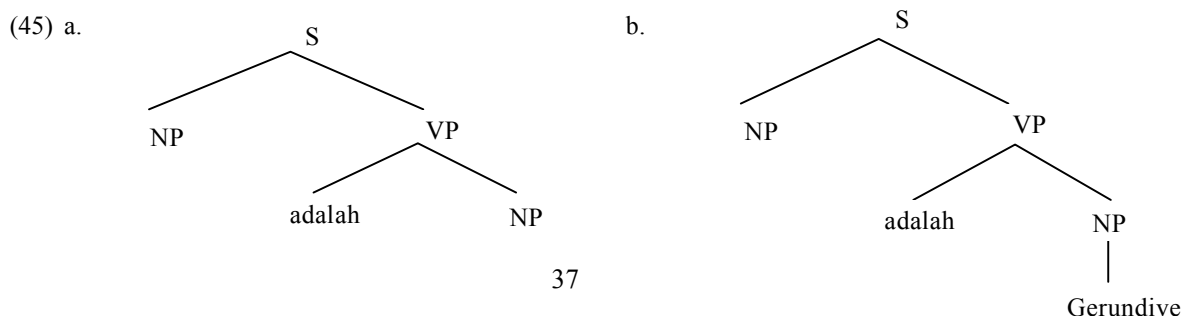 (45) a. S b. S
NP VP NP VP
adalah NP adalah NP
37
Gerundive